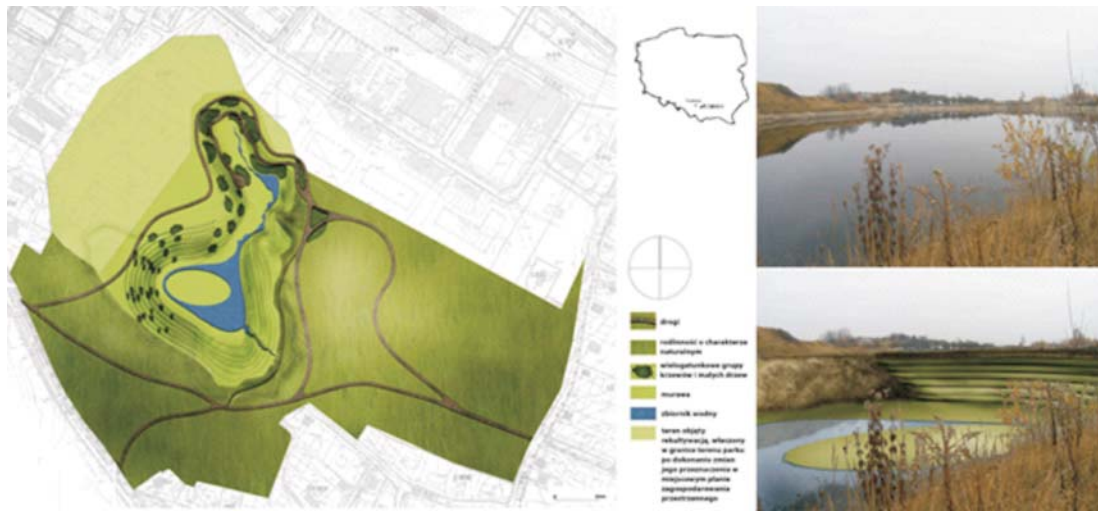 drogi
roślinność o charakterze
naturalnym
wielogatunkowe grupy
krzewów i małych drzew
murawa
zbiornik wodny
teren objęty
rekultywacją, włączony
w granice terenu parku
po dokonaniu zmian
jego przeznaczenia w
miejscowym planie
zagospodarowania
przestrzennego